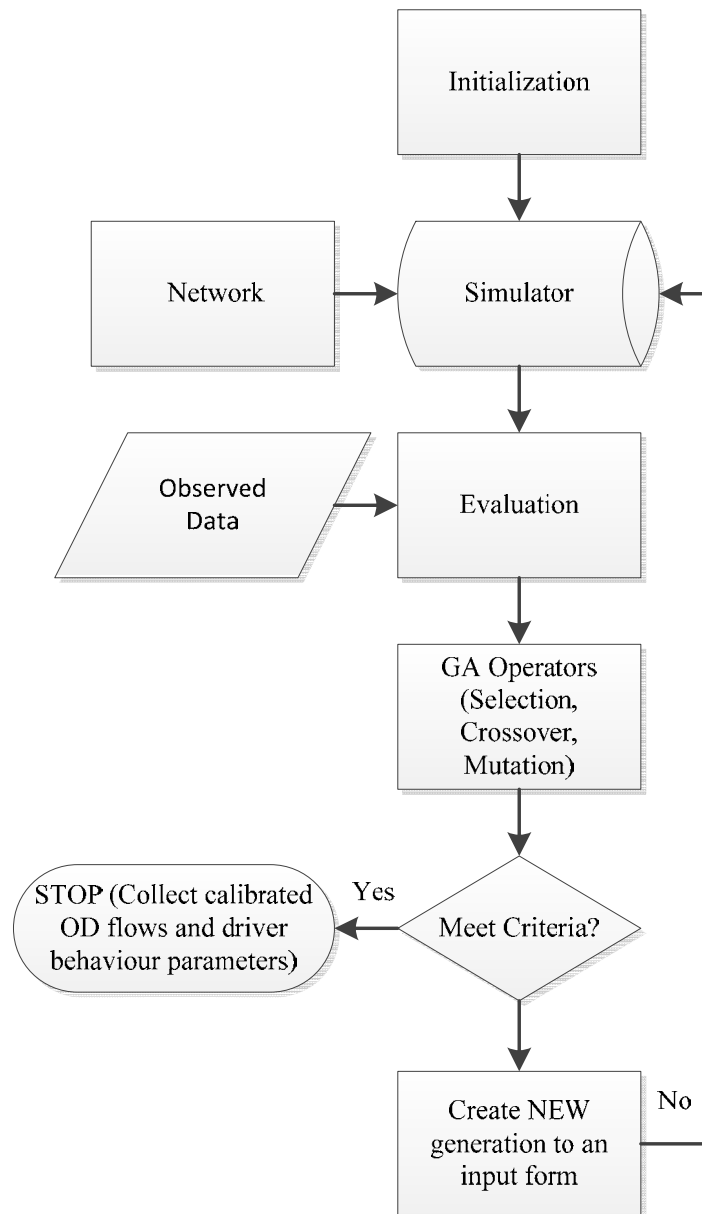 Initialization
Network
Simulator
Observed
Data
Evaluation
GA Operators
(Selection,
Crossover,
Mutation)
STOP (Collect calibrated
OD flows and driver
behaviour parameters)
Yes
Meet Criteria?
Create NEW
generation to an
input form
No